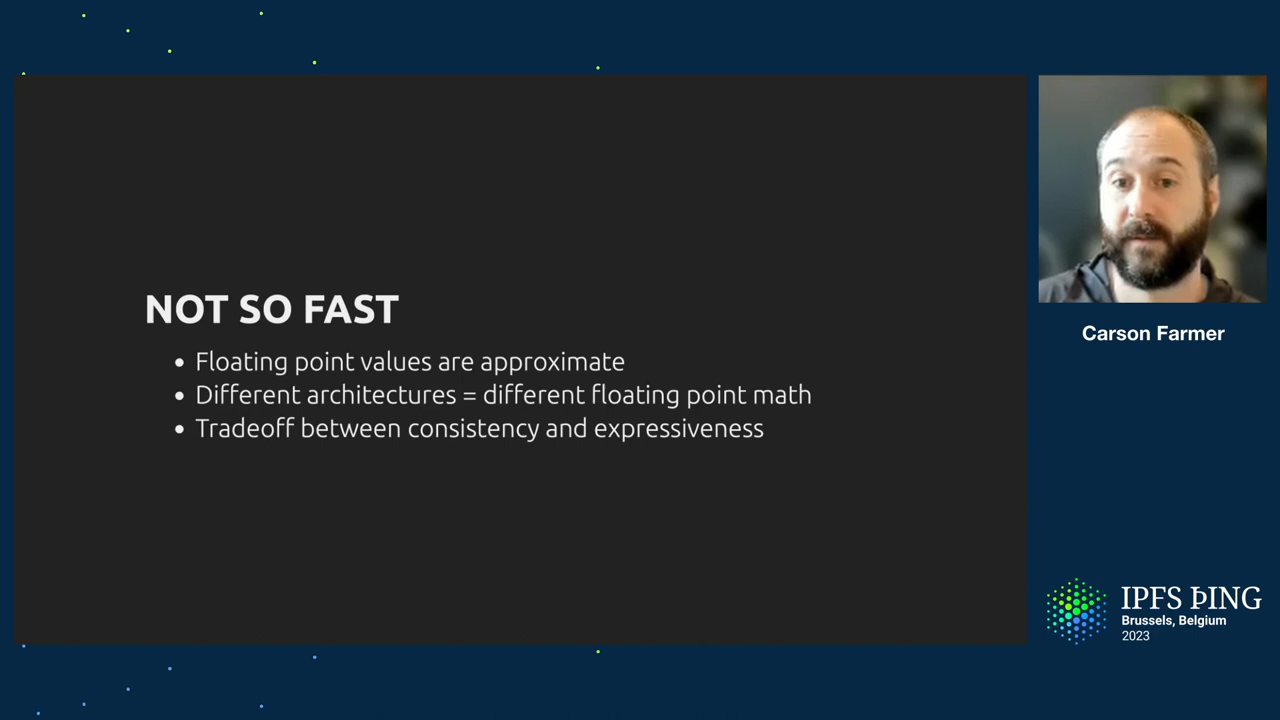 NOT SO FAST
• Floating point values are approximate
• Different architectures = different floating point math
• Tradeoff between consistency and expressiveness
Carson Farmer
IPFS ÞING
Brussels, Belgium
2023